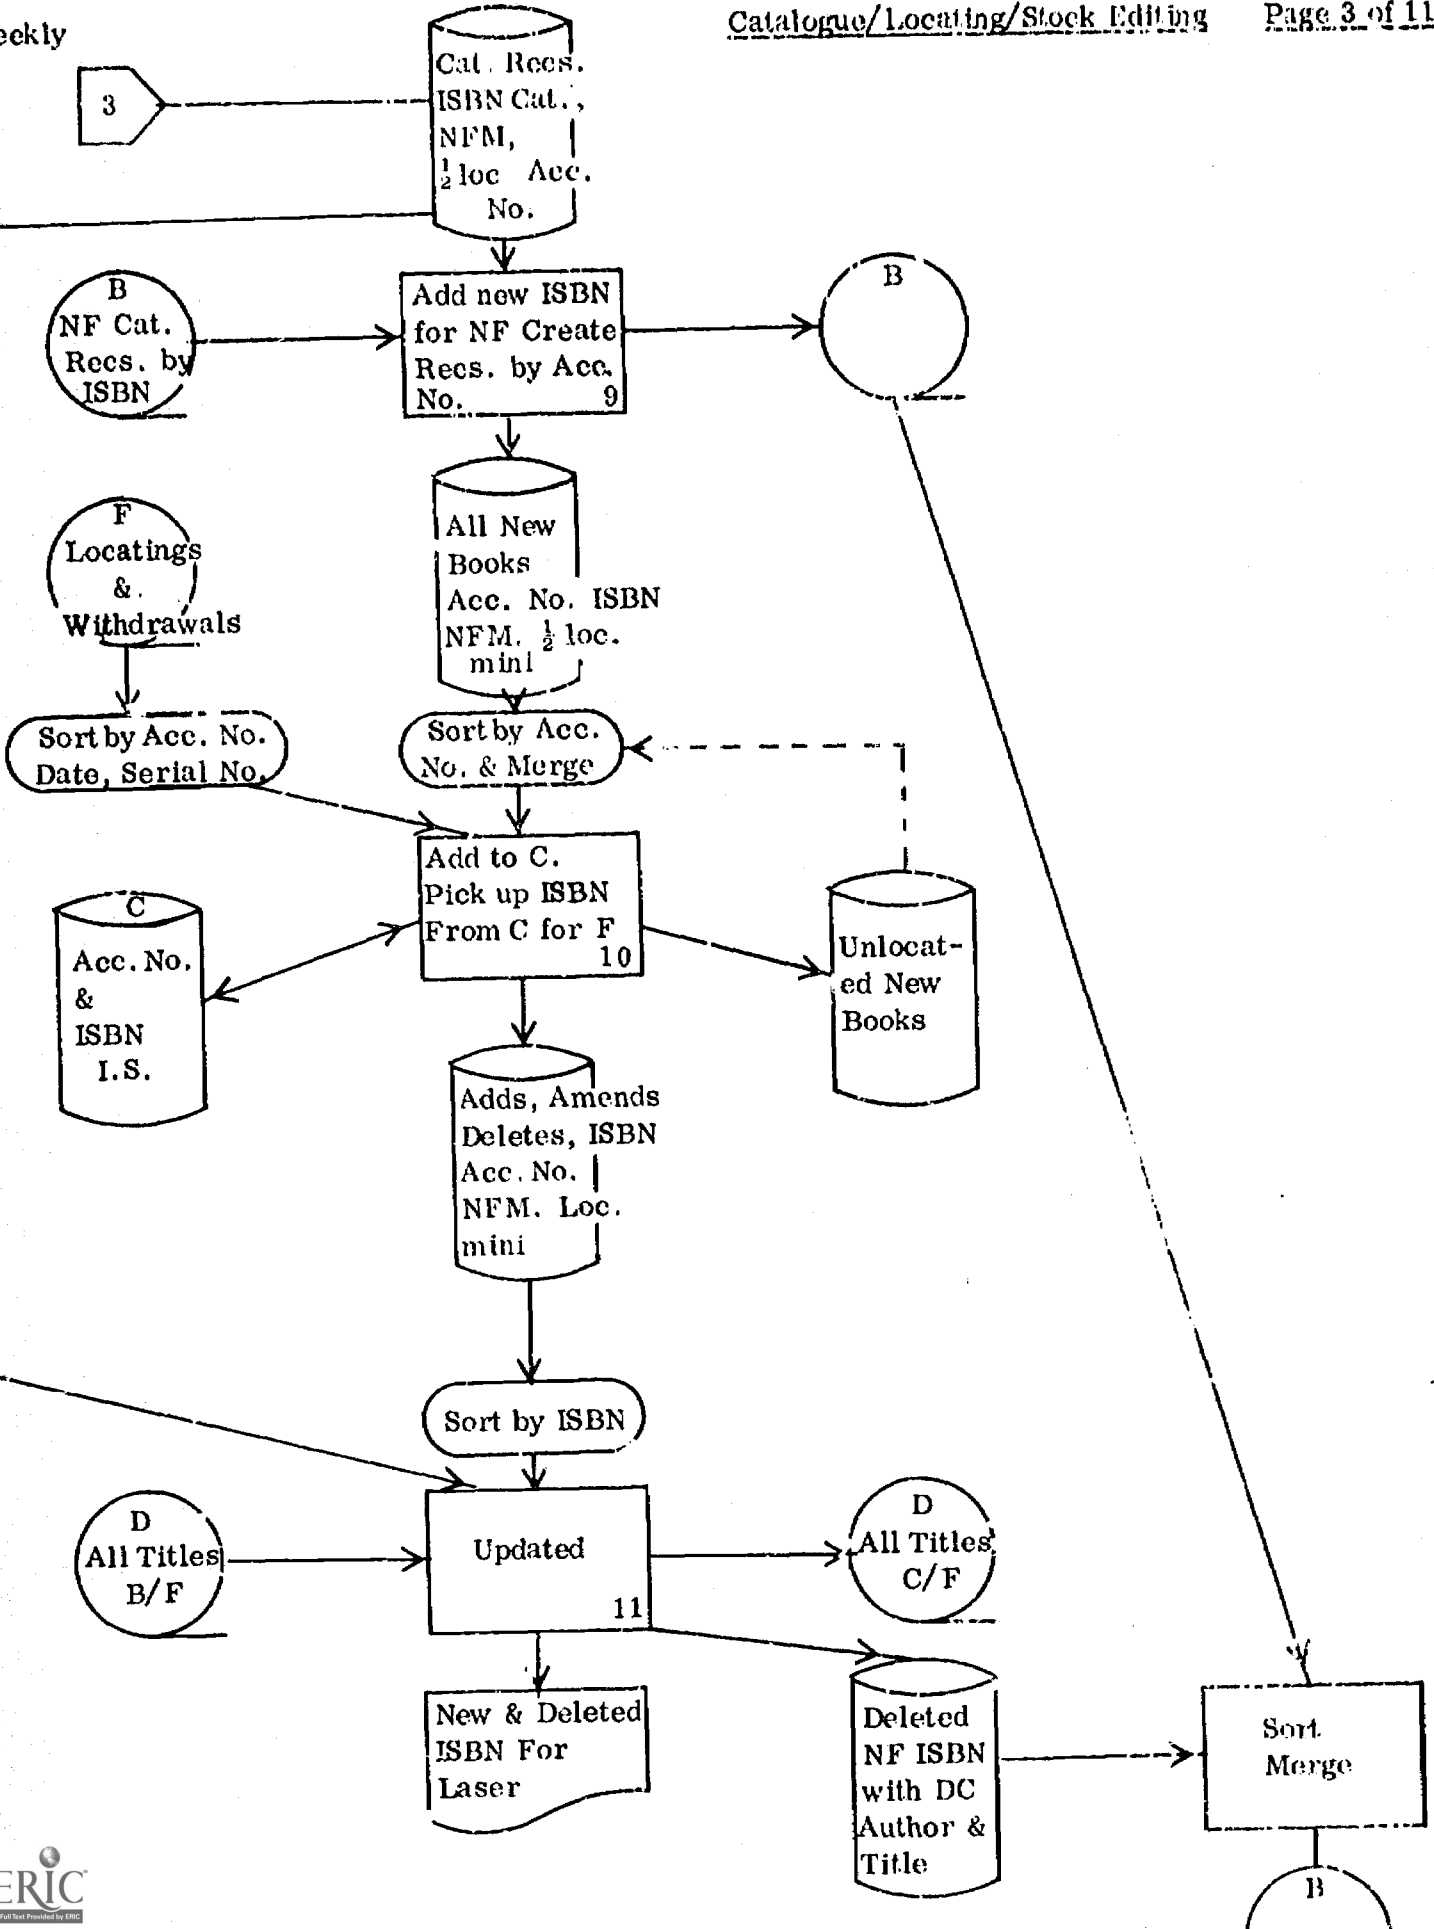 eekly
Catalogue/Locating/Stock Editing Page 3 of 11
3
Cat. Recs.
ISBN Cat.,
NFM,
½ loc Acc.
No.
B
NF Cat.
Recs. by
ISBN
Add new ISBN
for NF Create
Recs. by Acc.
No. 9
B
All New
Books
Acc. No. ISBN
NFM. ½ loc.
mini
F
Locatings
&
Withdrawals
Sort by Acc. No.
Date, Serial No.
Sort by Acc.
No. & Merge
Add to C.
Pick up ISBN
From C for F
10
C
Acc. No.
&
ISBN
I.S.
Unlocat-
ed New
Books
Adds, Amends
Deletes, ISBN
Acc. No.
NFM. Loc.
mini
Sort by ISBN
D
All Titles
B/F
Updated
11
D
All Titles
C/F
New & Deleted
ISBN For
Laser
Deleted
NF ISBN
with DC
Author &
Title
Sort
Merge
B
ERIC
Full Text Provided by ERIC